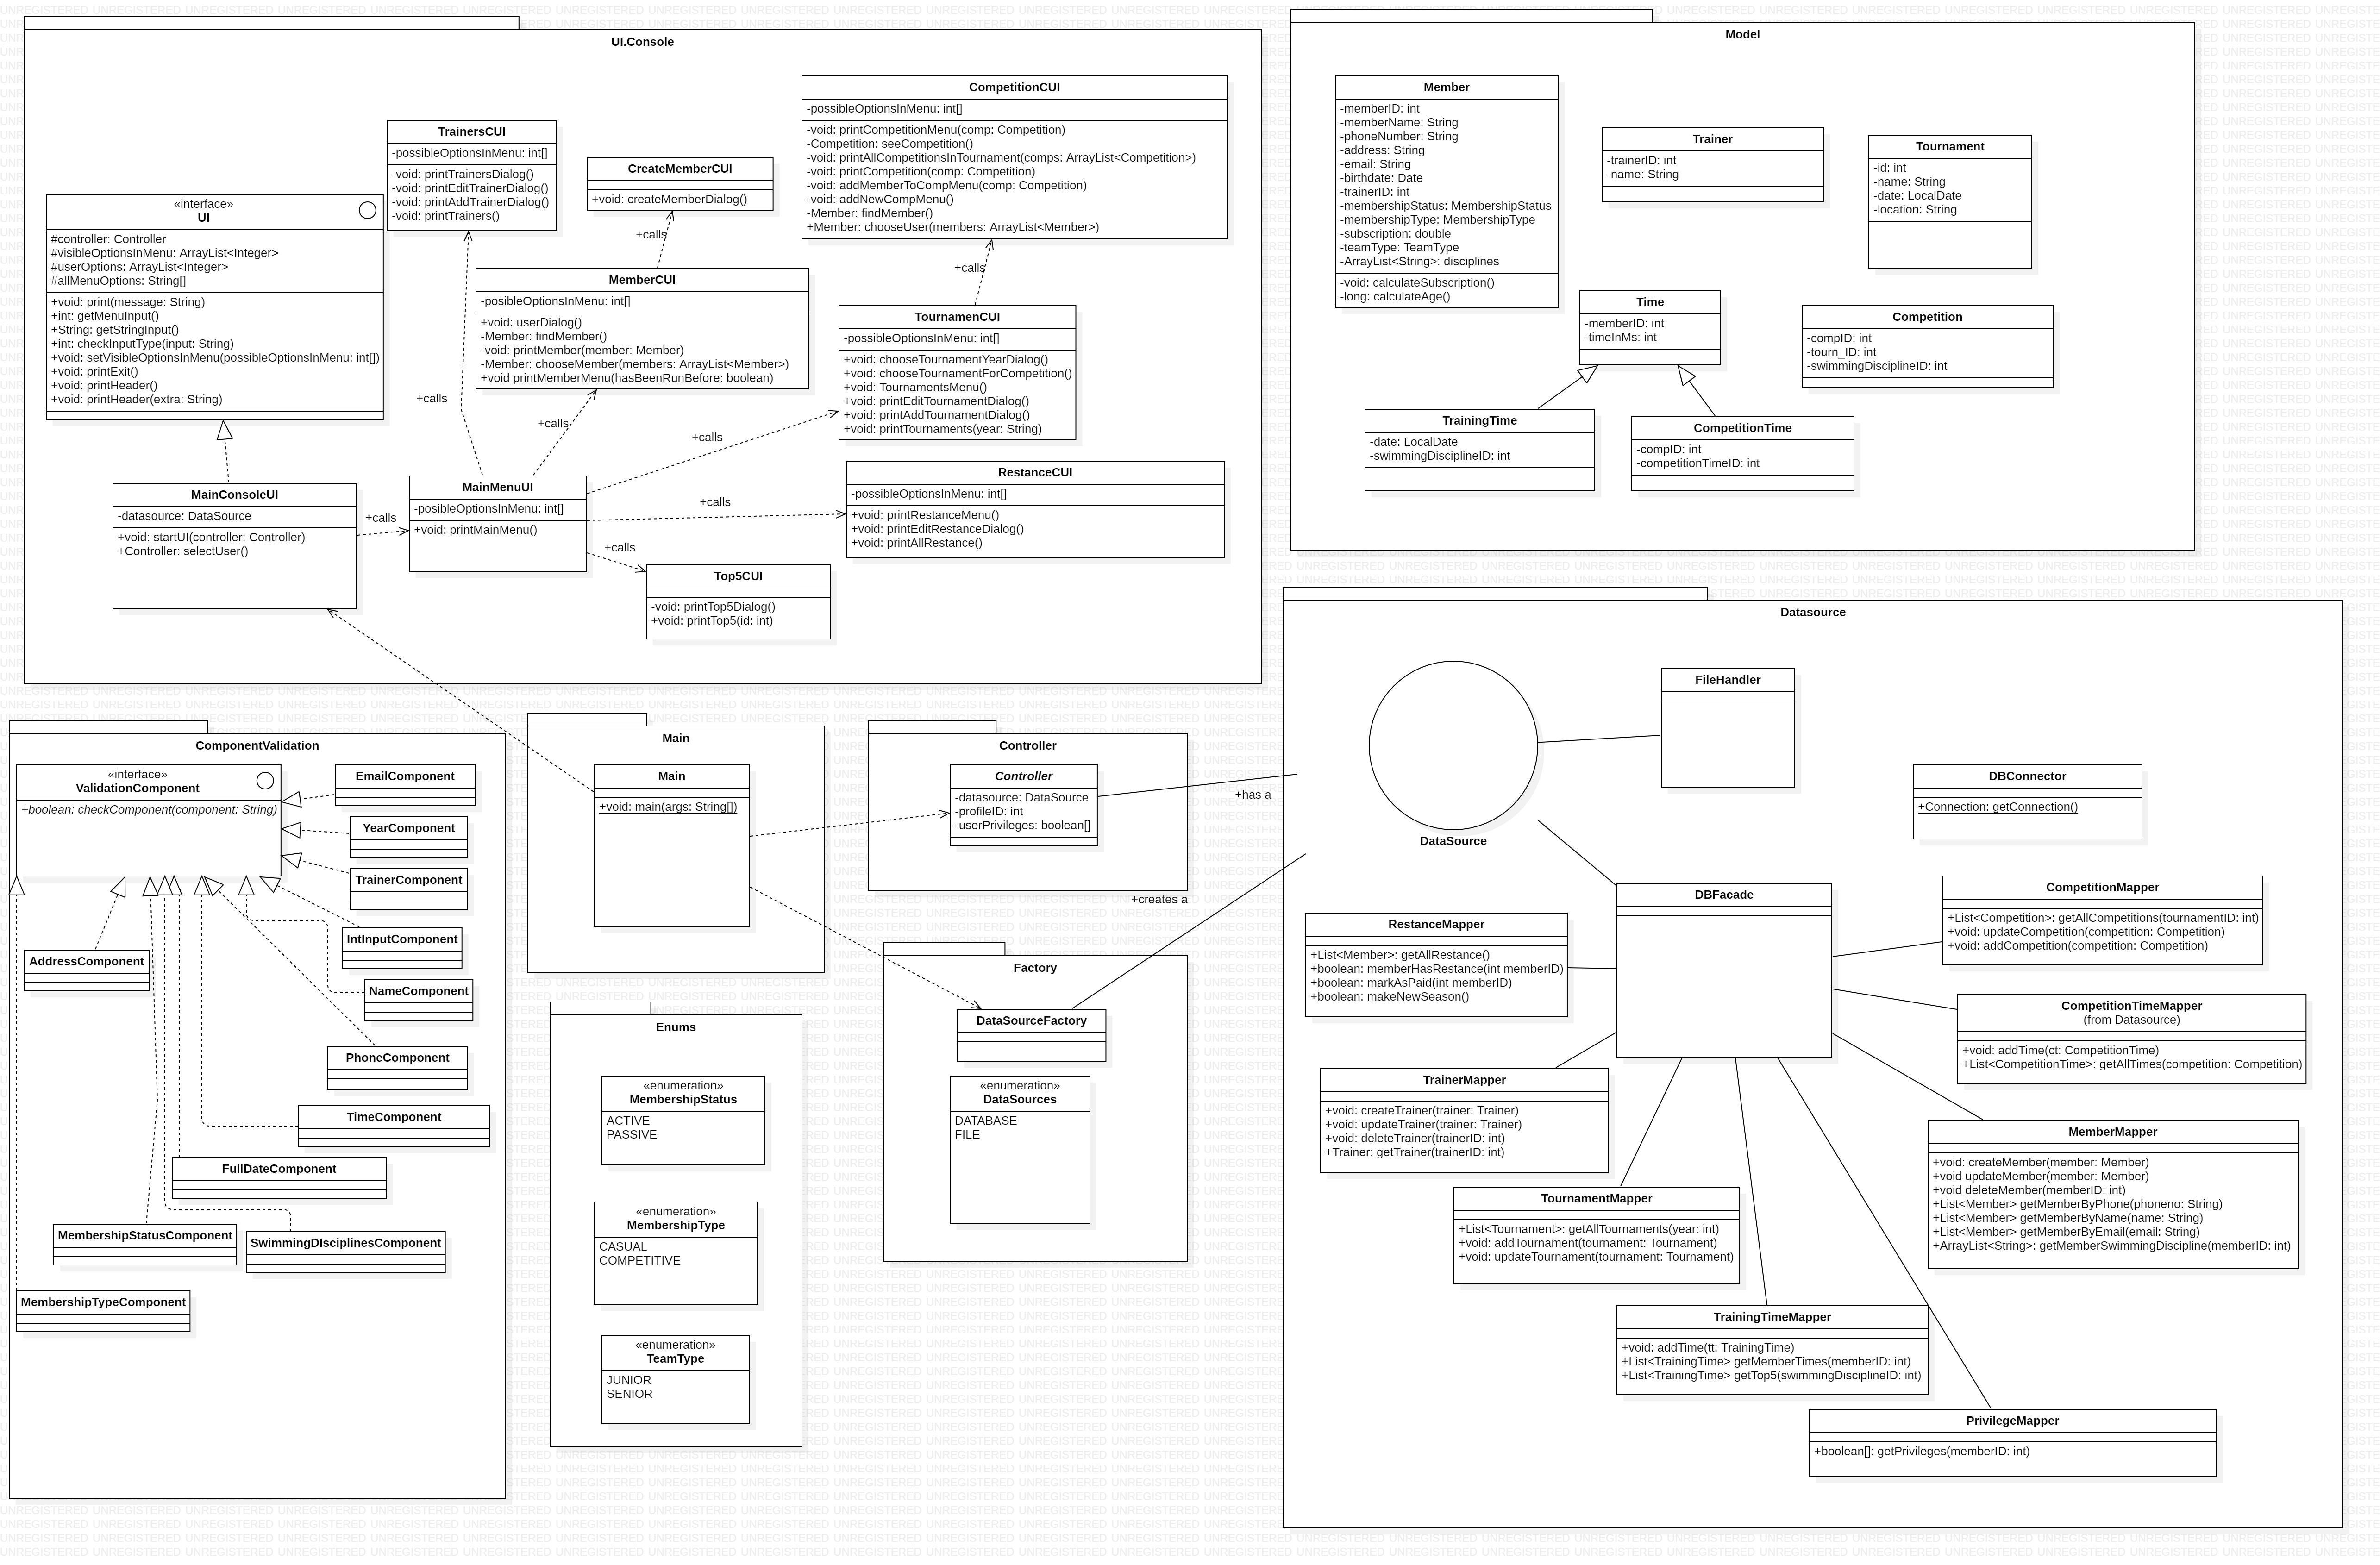 UI.Console
CompetitionCUI
-possibleOptionsInMenu: int[]
-void: printCompetitionMenu(comp: Competition)
-Competition: seeCompetition()
-void: printAllCompetitionsInTournament(comps: ArrayList<Competition>)
-void: printCompetition(comp: Competition)
-void: addMemberToCompMenu(comp: Competition)
-void: addNewCompMenu()
-Member: findMember()
+Member: chooseUser(members: ArrayList<Member>)
TrainersCUI
-possibleOptionsInMenu: int[]
-void: printTrainersDialog()
-void: printEditTrainerDialog()
-void: printAddTrainerDialog()
-void: printTrainers()
CreateMemberCUI
+void: createMemberDialog()
«interface»
UI
#controller: Controller
#visibleOptionsInMenu: ArrayList<Integer>
#userOptions: ArrayList<Integer>
#allMenuOptions: String[]
+void: print(message: String)
+int: getMenuInput()
+String: getStringInput()
+int: checkInputType(input: String)
+void: setVisibleOptionsInMenu(possibleOptionsInMenu: int[])
+void: printExit()
+void: printHeader()
+void: printHeader(extra: String)
+calls
+calls
MemberCUI
-posibleOptionsInMenu: int[]
+void: userDialog()
-Member: findMember()
-void: printMember(member: Member)
-Member: chooseMember(members: ArrayList<Member>)
+void printMemberMenu(hasBeenRunBefore: boolean)
TournamenCUI
-possibleOptionsInMenu: int[]
+void: chooseTournamentYearDialog()
+void: chooseTournamentForCompetition()
+void: TournamentsMenu()
+void: printEditTournamentDialog()
+void: printAddTournamentDialog()
+void: printTournaments(year: String)
+calls
+calls
+calls
RestanceCUI
-possibleOptionsInMenu: int[]
+void: printRestanceMenu()
+void: printEditRestanceDialog()
+void: printAllRestance()
MainConsoleUI
-datasource: DataSource
+void: startUI(controller: Controller)
+Controller: selectUser()
+calls
MainMenuUI
-posibleOptionsInMenu: int[]
+void: printMainMenu()
+calls
+calls
Top5CUI
-void: printTop5Dialog()
+void: printTop5(id: int)
Model
Member
-memberID: int
-memberName: String
-phoneNumber: String
-address: String
-email: String
-birthdate: Date
-trainerID: int
-membershipStatus: MembershipStatus
-membershipType: MembershipType
-subscription: double
-teamType: TeamType
-ArrayList<String>: disciplines
-void: calculateSubscription()
-long: calculateAge()
Trainer
-trainerID: int
-name: String
Tournament
-id: int
-name: String
-date: LocalDate
-location: String
Time
-memberID: int
-timeInMs: int
Competition
-compID: int
-tourn_ID: int
-swimmingDisciplineID: int
TrainingTime
-date: LocalDate
-swimmingDisciplineID: int
CompetitionTime
-compID: int
-competitionTimeID: int
ComponentValidation
«interface»
ValidationComponent
+boolean: checkComponent(component: String)
EmailComponent
YearComponent
TrainerComponent
IntInputComponent
AddressComponent
NameComponent
PhoneComponent
TimeComponent
FullDateComponent
MembershipStatusComponent
SwimmingDIsciplinesComponent
MembershipTypeComponent
Main
Main
+void: main(args: String[])
Controller
Controller
-datasource: DataSource
-profileID: int
-userPrivileges: boolean[]
+has a
+creates a
Factory
DataSourceFactory
«enumeration»
DataSources
DATABASE
FILE
Enums
«enumeration»
MembershipStatus
ACTIVE
PASSIVE
«enumeration»
MembershipType
CASUAL
COMPETITIVE
«enumeration»
TeamType
JUNIOR
SENIOR
Datasource
FileHandler
DataSource
DBConnector
+Connection: getConnection()
DBFacade
CompetitionMapper
+List<Competition>: getAllCompetitions(tournamentID: int)
+void: updateCompetition(competition: Competition)
+void: addCompetition(competition: Competition)
RestanceMapper
+List<Member>: getAllRestance()
+boolean: memberHasRestance(int memberID)
+boolean: markAsPaid(int memberID)
+boolean: makeNewSeason()
CompetitionTimeMapper
(from Datasource)
+void: addTime(ct: CompetitionTime)
+List<CompetitionTime>: getAllTimes(competition: Competition)
TrainerMapper
+void: createTrainer(trainer: Trainer)
+void: updateTrainer(trainer: Trainer)
+void: deleteTrainer(trainerID: int)
+Trainer: getTrainer(trainerID: int)
MemberMapper
+void: createMember(member: Member)
+void updateMember(member: Member)
+void deleteMember(memberID: int)
+List<Member> getMemberByPhone(phoneno: String)
+List<Member> getMemberByName(name: String)
+List<Member> getMemberByEmail(email: String)
+ArrayList<String>: getMemberSwimmingDiscipline(memberID: int)
TournamentMapper
+List<Tournament>: getAllTournaments(year: int)
+void: addTournament(tournament: Tournament)
+void: updateTournament(tournament: Tournament)
TrainingTimeMapper
+void: addTime(tt: TrainingTime)
+List<TrainingTime> getMemberTimes(memberID: int)
+List<TrainingTime> getTop5(swimmingDisciplineID: int)
PrivilegeMapper
+boolean[]: getPrivileges(memberID: int)
UNREGISTERED